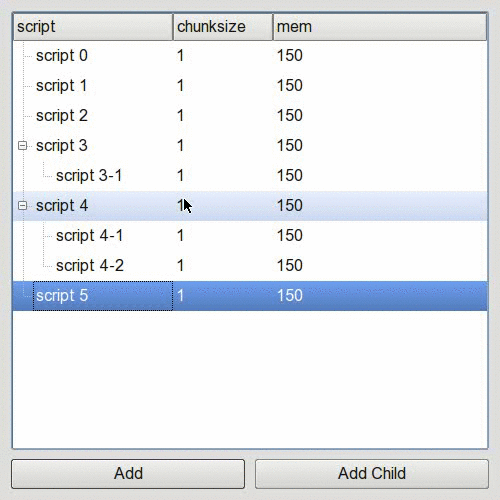 script chunksize mem
script 0 1 150
script 1 1 150
script 2 1 150
script 3 1 150
script 3-1 1 150
script 4 1 150
script 4-1 1 150
script 4-2 1 150
script 5 1 150
Add Add Child